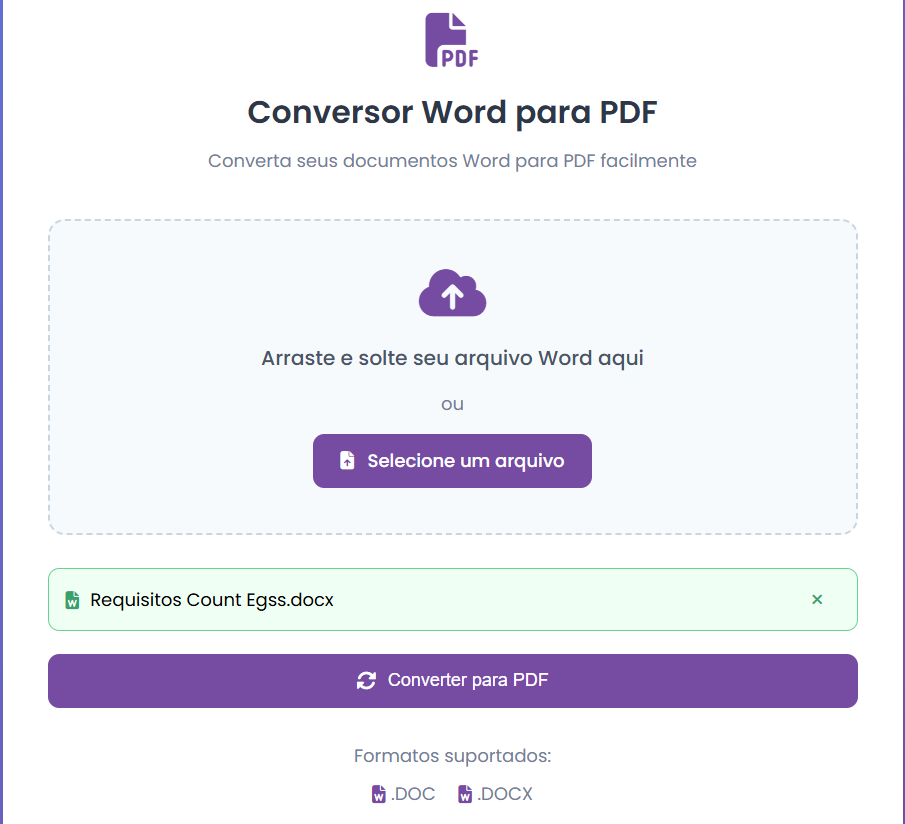 PDF
Conversor Word para PDF
Converta seus documentos Word para PDF facilmente
Arraste e solte seu arquivo Word aqui
ou
Selecione um arquivo
Requisitos Count Egss.docx
Converter para PDF
Formatos suportados:
.DOC .DOCX